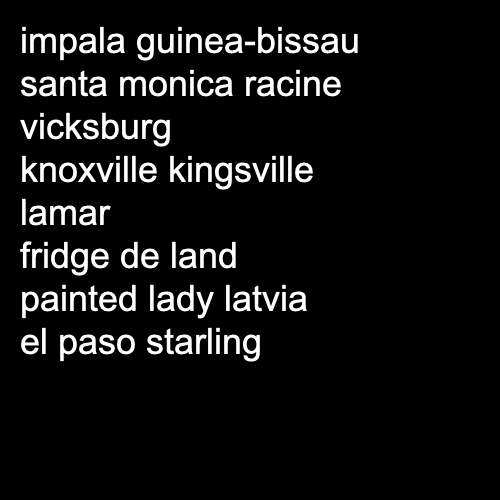 impala guinea-bissau
santa monica racine
vicksburg
knoxville kingsville
lamar
fridge de land
painted lady latvia
el paso starling